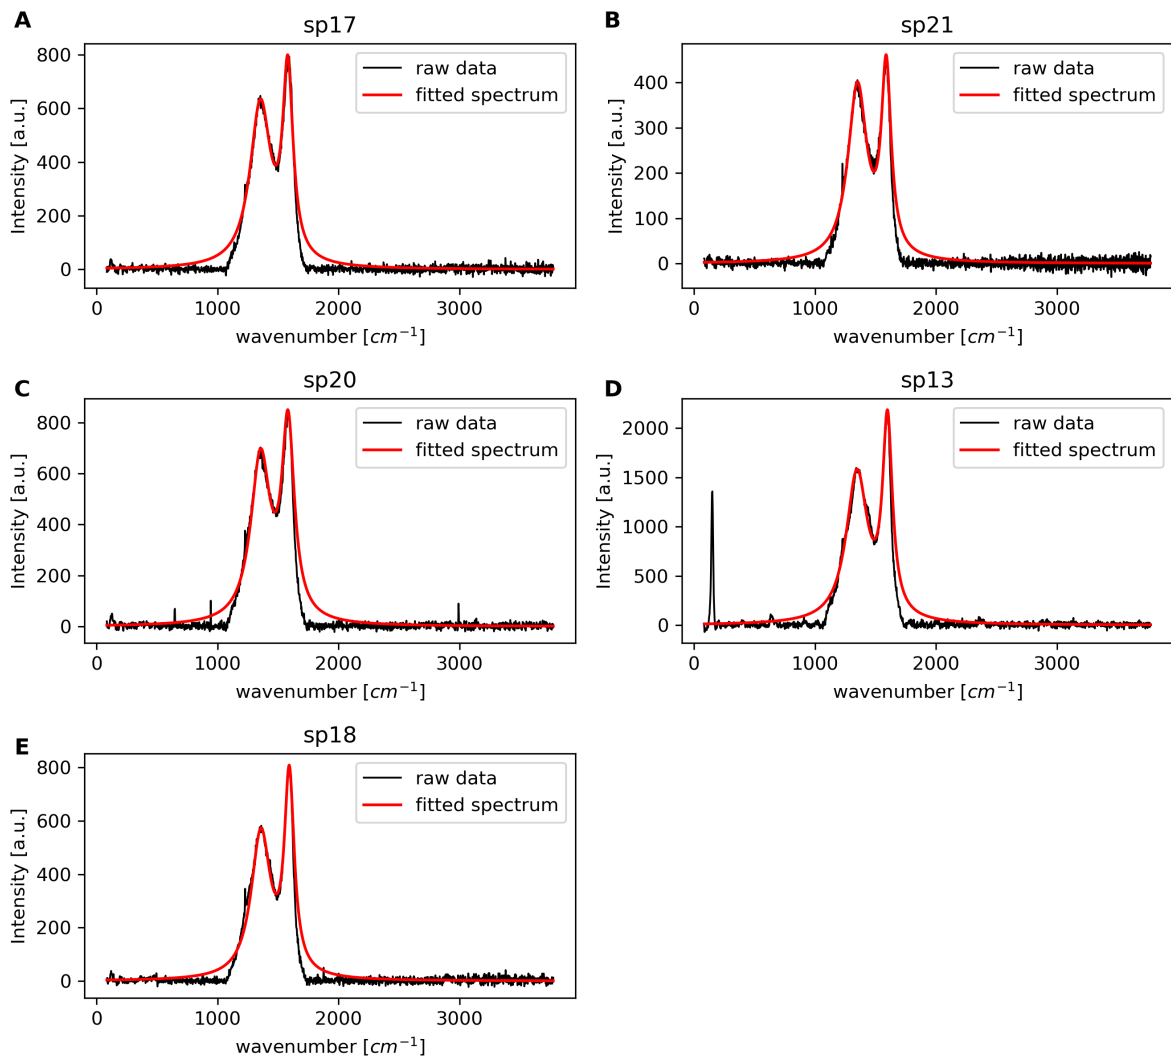 A
sp17
800
600
400
200
0
Intensity [a.u.]
raw data
fitted spectrum
0 1000 2000 3000
wavenumber [cm⁻¹]
B
sp21
400
300
200
100
0
Intensity [a.u.]
raw data
fitted spectrum
0 1000 2000 3000
wavenumber [cm⁻¹]
C
sp20
800
600
400
200
0
Intensity [a.u.]
raw data
fitted spectrum
0 1000 2000 3000
wavenumber [cm⁻¹]
D
sp13
2000
1500
1000
500
0
Intensity [a.u.]
raw data
fitted spectrum
0 1000 2000 3000
wavenumber [cm⁻¹]
E
sp18
800
600
400
200
0
Intensity [a.u.]
raw data
fitted spectrum
0 1000 2000 3000
wavenumber [cm⁻¹]